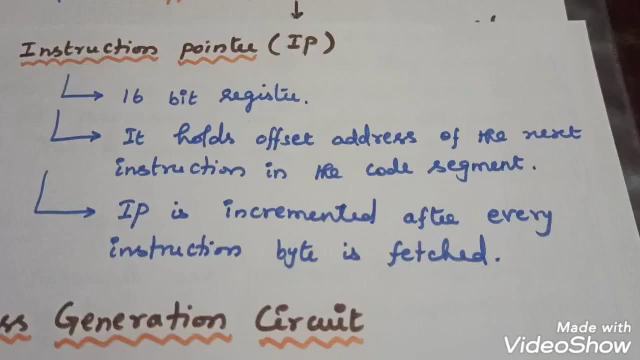 Instruction pointer (IP)
16 bit register.
It holds offset address of the next
instruction in the code segment.
IP is incremented after every
instruction byte is fetched.
ss Generation Circuit
Made with
VideoShow